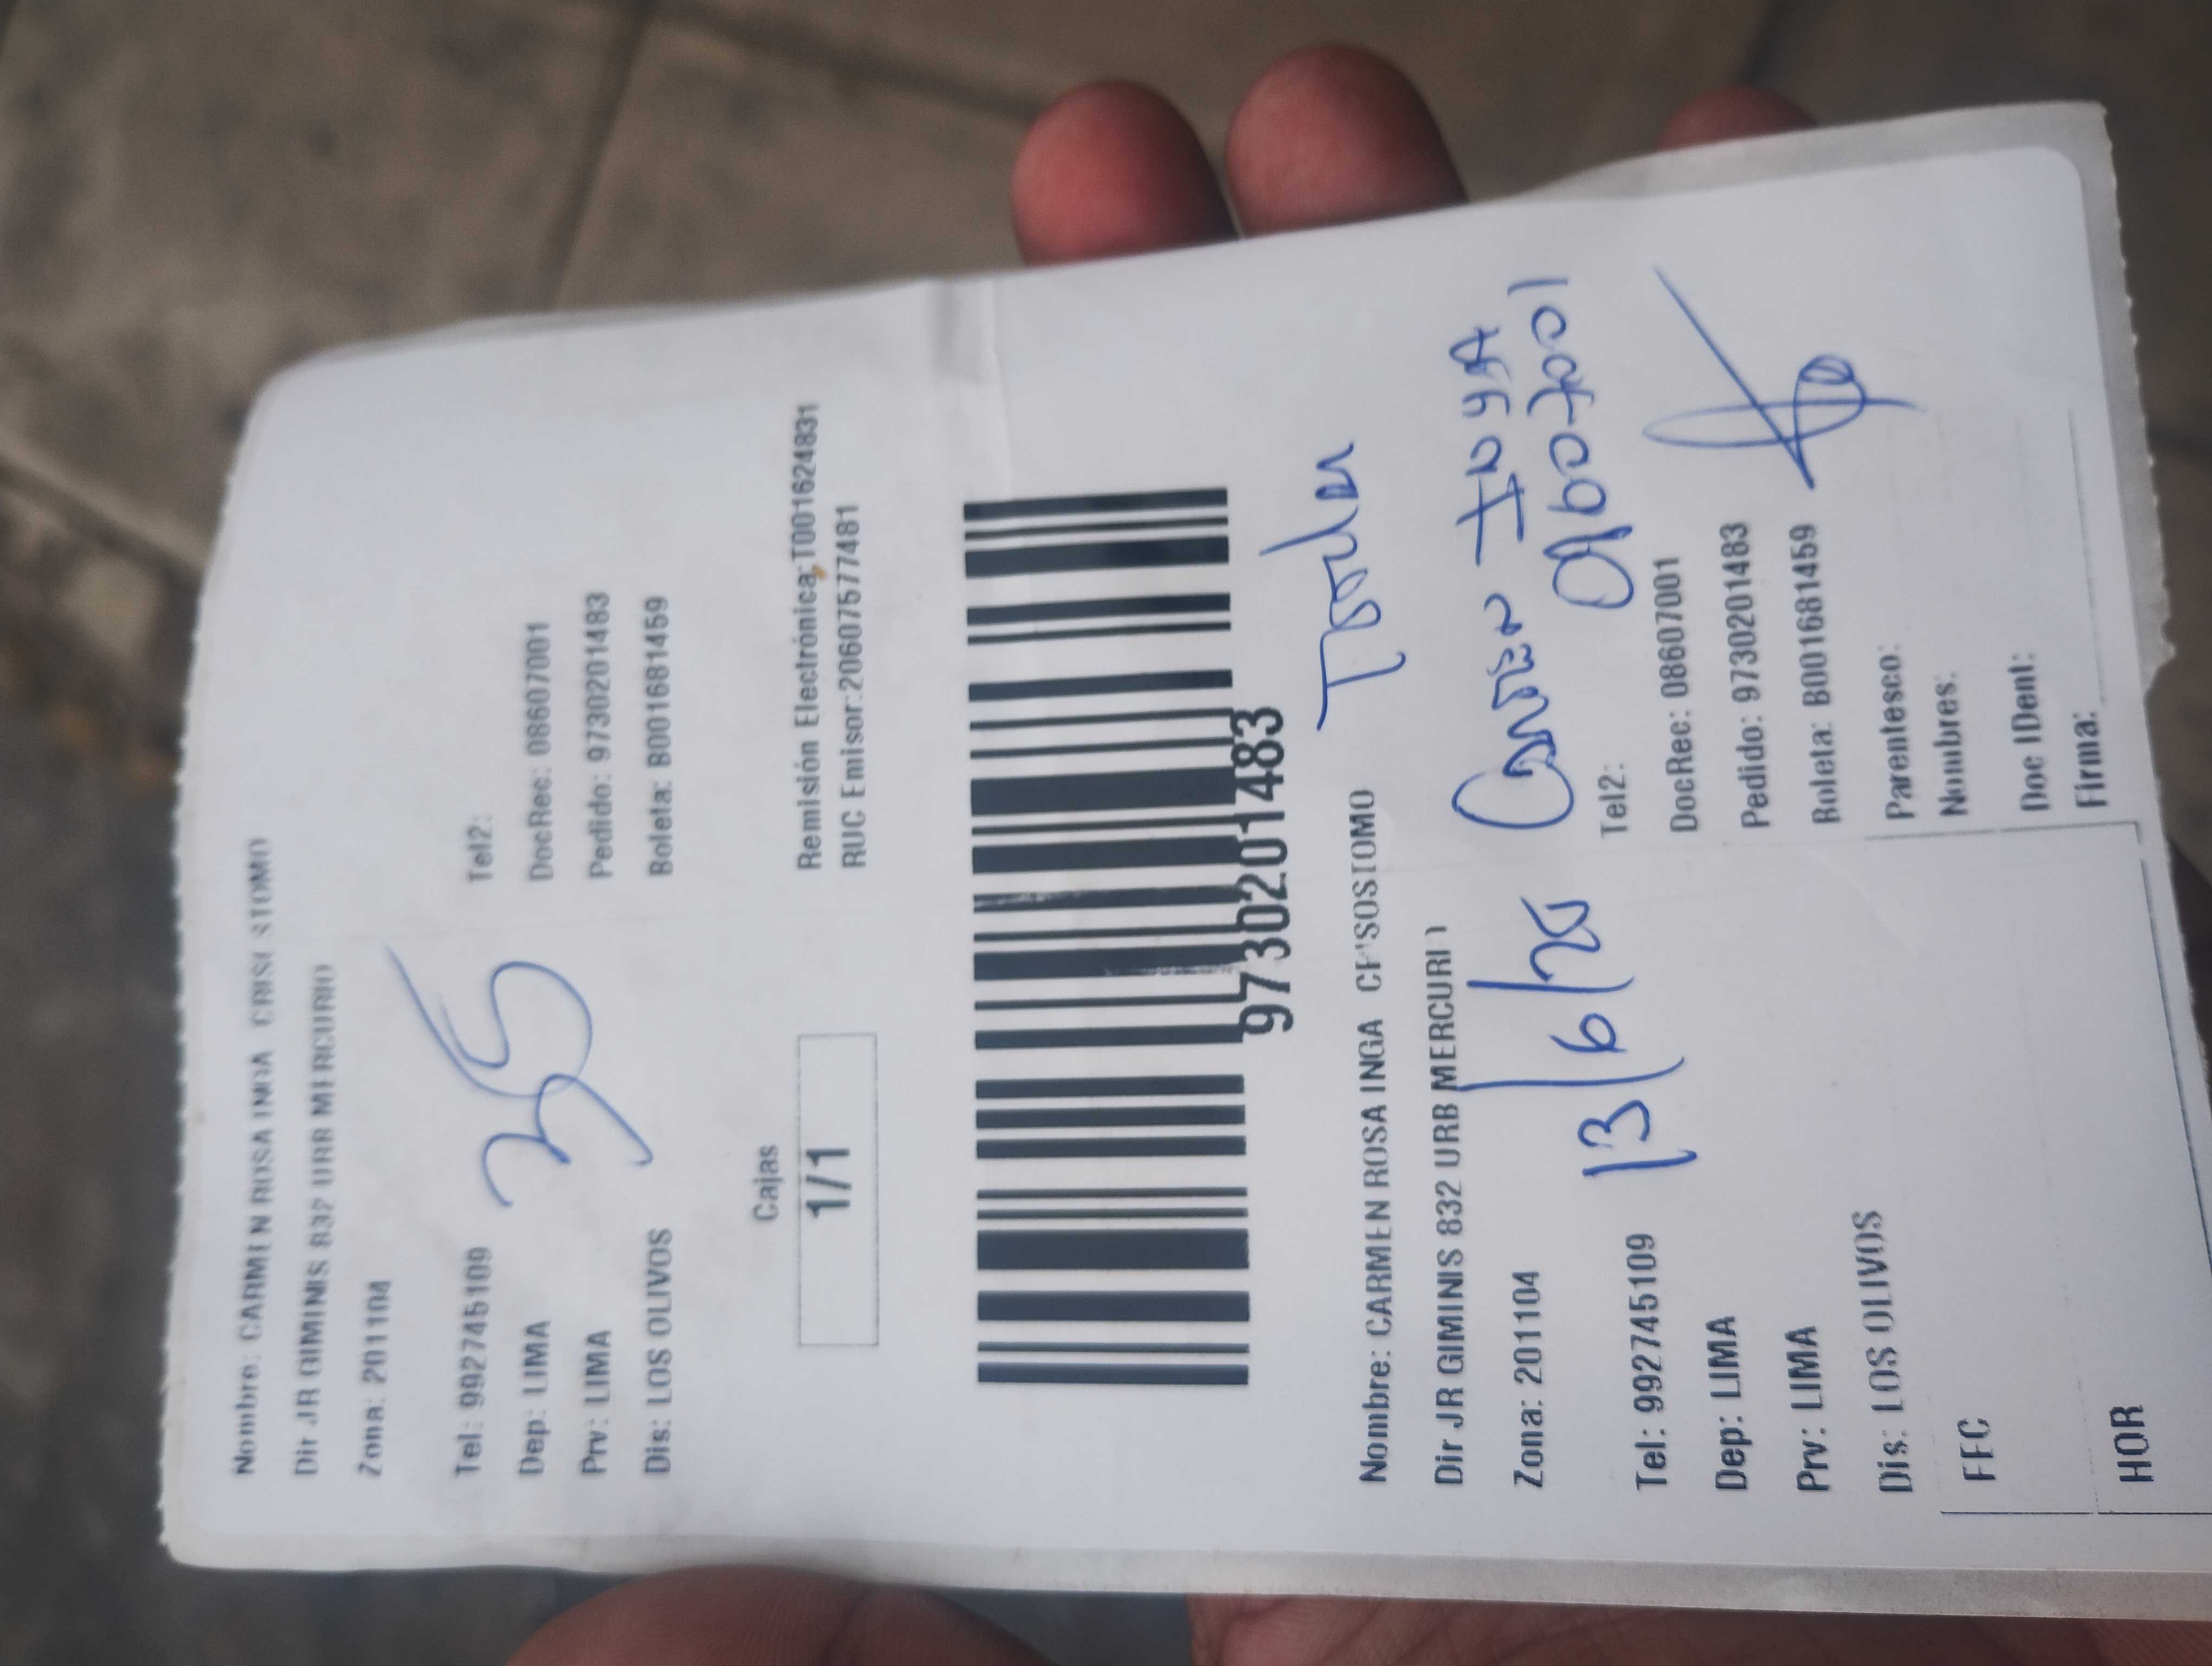 Nombre: CARMEN ROSA INGA
Dir JR GIMINIS 832 URB MERCURIO
Zona: 201104
Tel: 992745109
Tel2:
Dep: LIMA
DocRec: 08607001
Prv: LIMA
Pedido: 9730201483
Dis: LOS OLIVOS
Boleta: B001681459
35
Cajas
1/1
Remisión Electrónica:T001624831
RUC Emisor:20607577481
9730201483
Nombre: CARMEN ROSA INGA
Dir JR GIMINIS 832 URB MERCURI
Zona: 201104
Carmen INGA
08607001
13/6/25
Tel: 992745109
Tel2:
Dep: LIMA
DocRec: 08607001
Prv: LIMA
Pedido: 9730201483
Dis: LOS OLIVOS
Boleta: B001681459
FEC
Parentesco:
Nombres:
HOR
Doc IDent:
Firma: